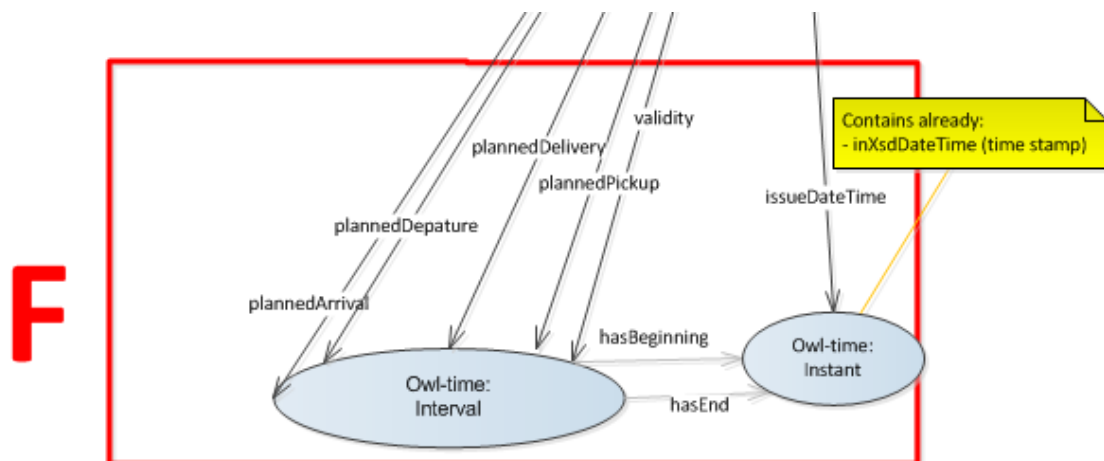 Contains already:
- inXsdDateTime (time stamp)
validity
plannedDelivery
plannedPickup
issueDateTime
plannedDepature
F
plannedArrival
hasBeginning
Owl-time:
Instant
Owl-time:
Interval
hasEnd